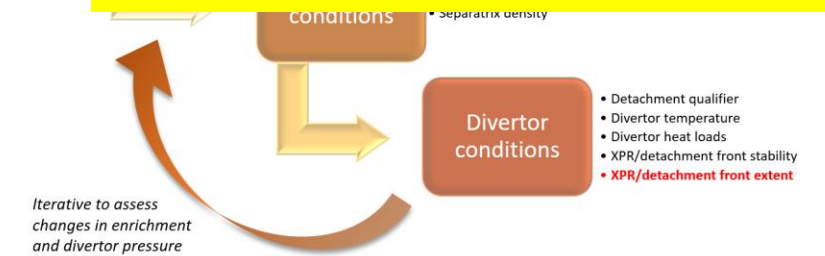 conditions
• Separatrix density
Divertor
conditions
• Detachment qualifier
• Divertor temperature
• Divertor heat loads
• XPR/detachment front stability
• XPR/detachment front extent
Iterative to assess
changes in enrichment
and divertor pressure